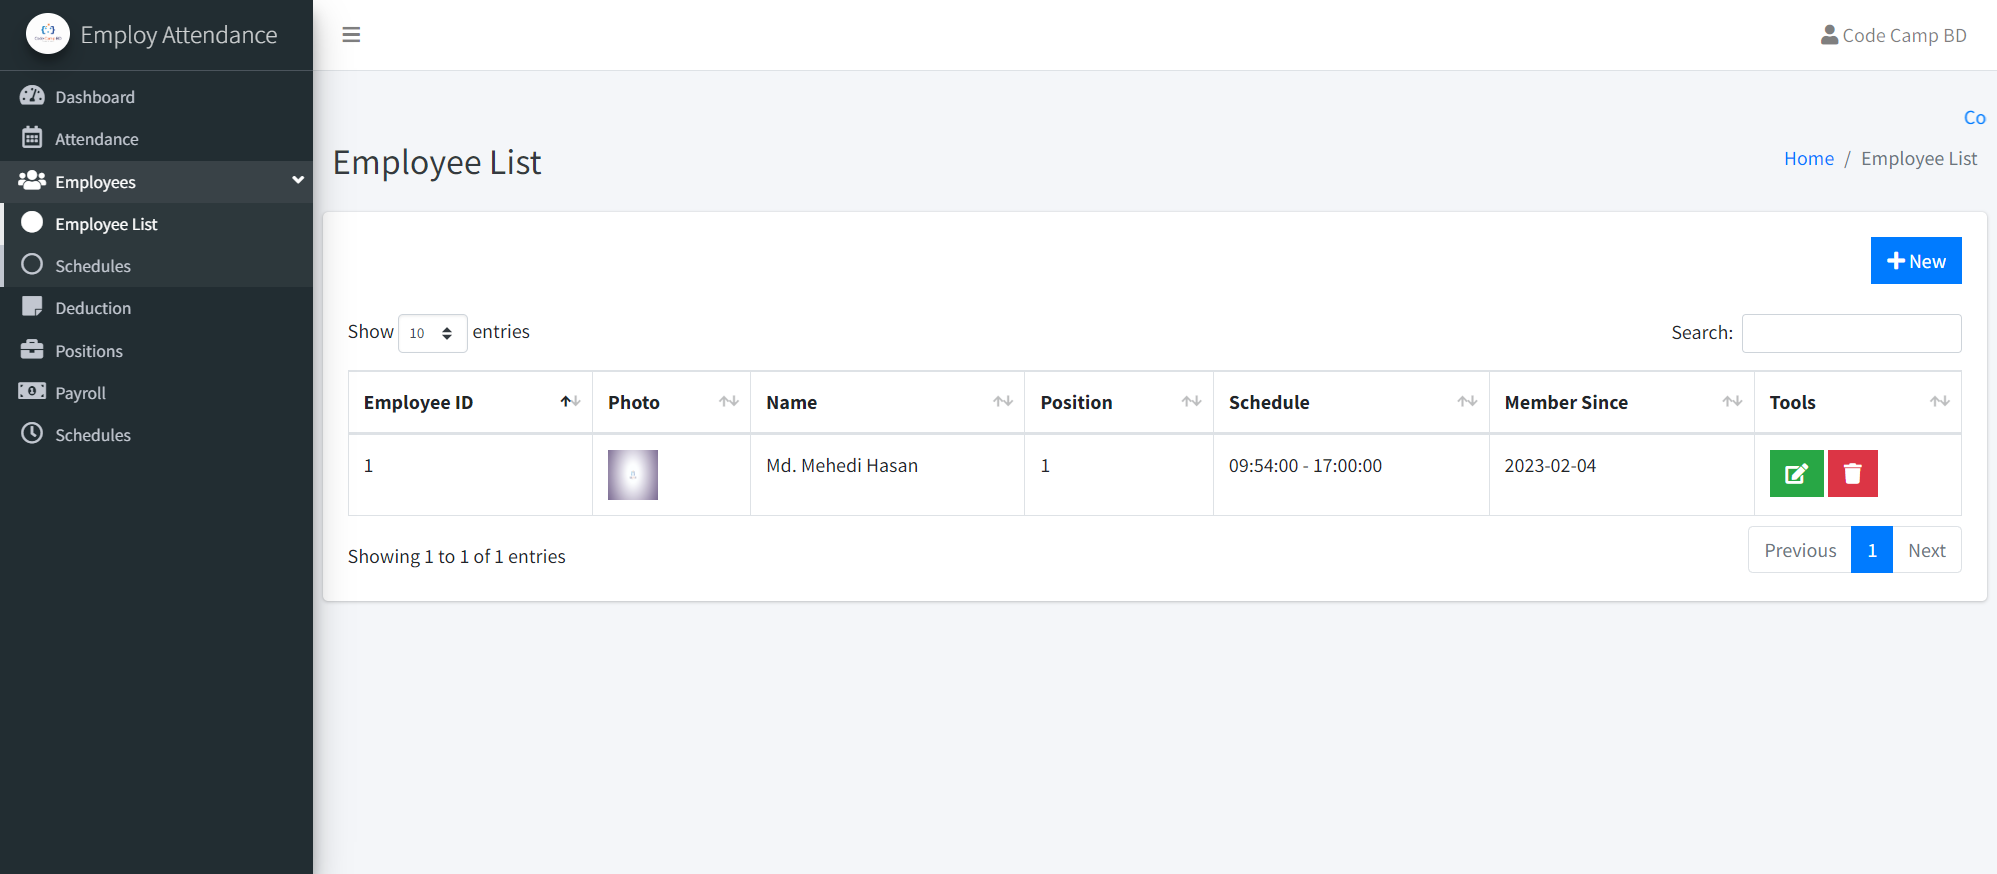 Employ Attendance
Code Camp BD
Dashboard
Attendance
Employees
Employee List
Schedules
Deduction
Positions
Payroll
Schedules
Co
Employee List
Home / Employee List
New
Show 10 entries
Search:
Employee ID Photo Name Position Schedule Member Since Tools
1 Md. Mehedi Hasan 1 09:54:00 - 17:00:00 2023-02-04
Showing 1 to 1 of 1 entries
Previous 1 Next